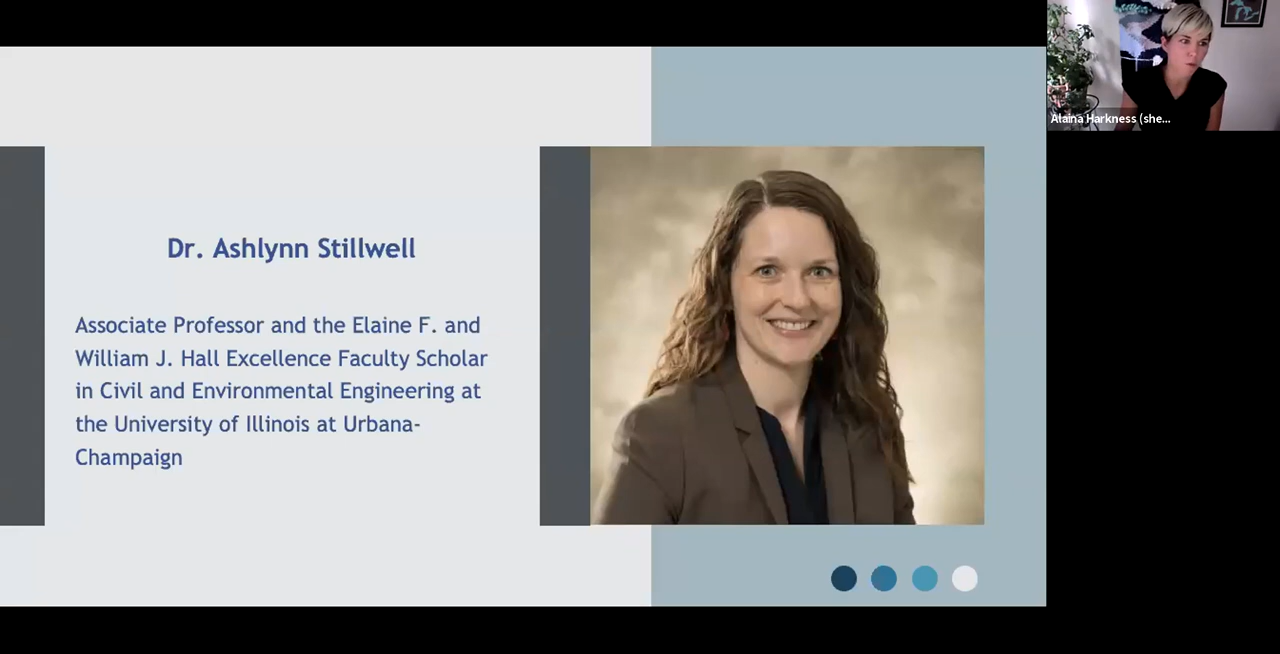 Dr. Ashlynn Stillwell
Associate Professor and the Elaine F. and
William J. Hall Excellence Faculty Scholar
in Civil and Environmental Engineering at
the University of Illinois at Urbana-
Champaign
Alaina Harkness (she...